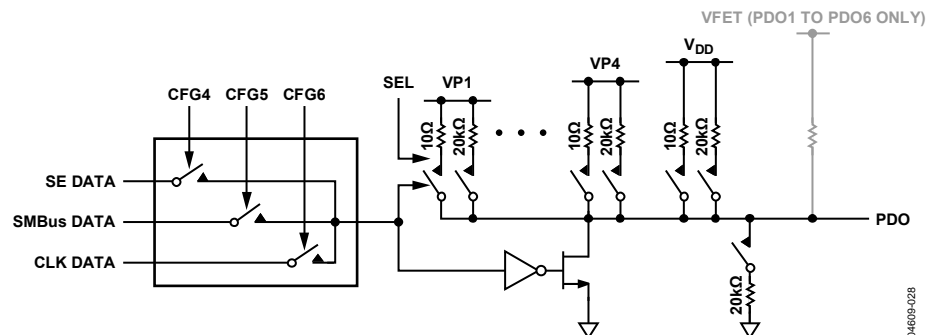 VFET (PDO1 TO PDO6 ONLY)
VDD
VP4
SEL VP1
CFG4 CFG5 CFG6
10Ω 20kΩ 10Ω 20kΩ 10Ω 20kΩ
SE DATA
SMBus DATA
PDO
CLK DATA
20kΩ
04609-028